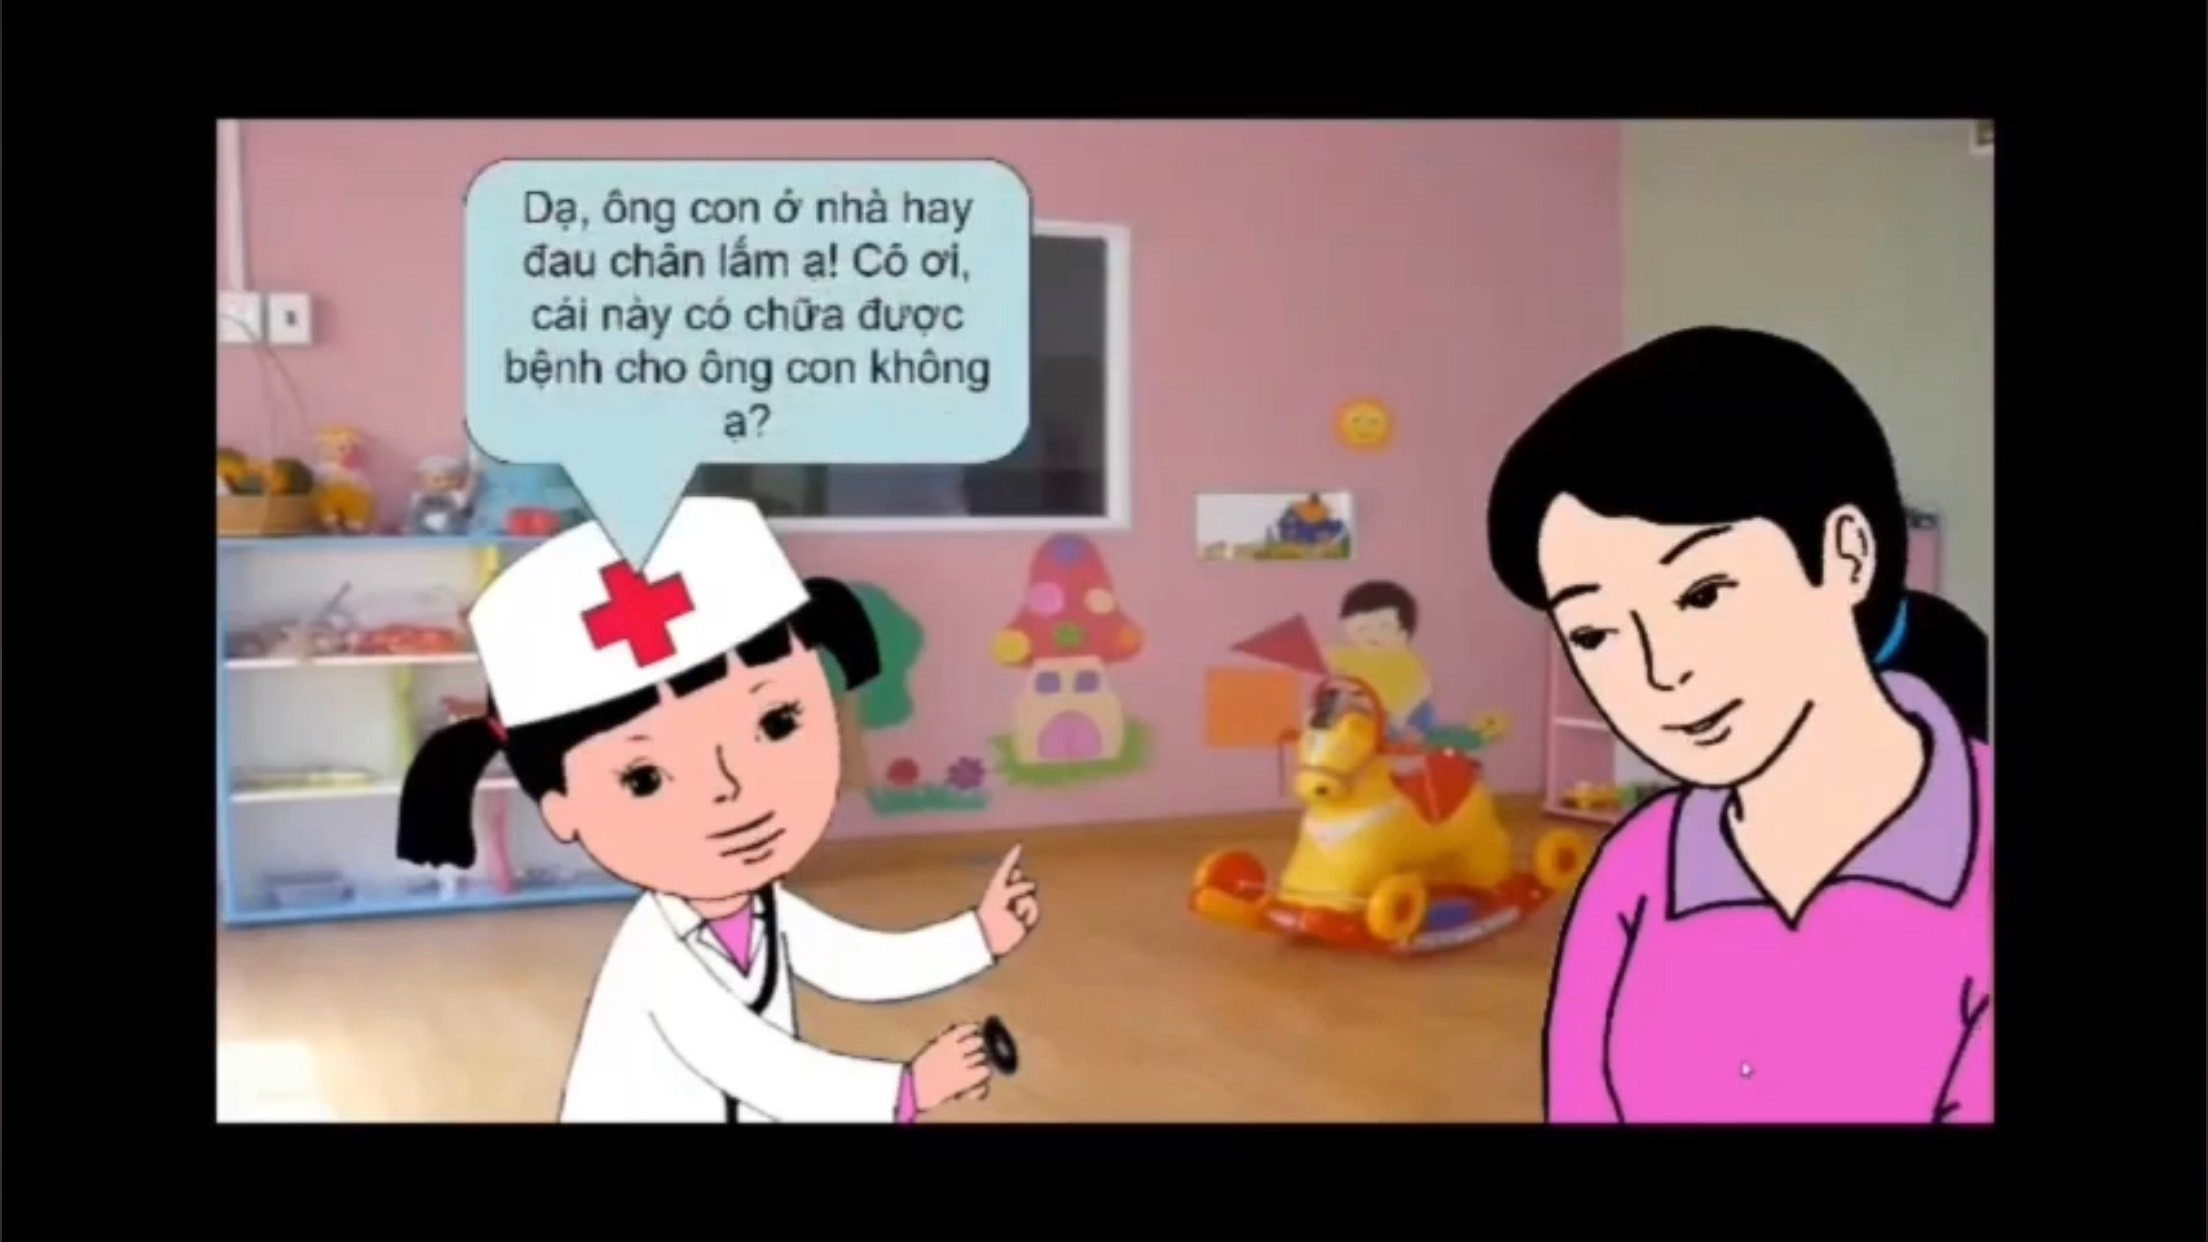 Dạ, ông con ở nhà hay
đau chân lắm ạ! Cô ơi,
cái này có chữa được
bệnh cho ông con không
ạ?